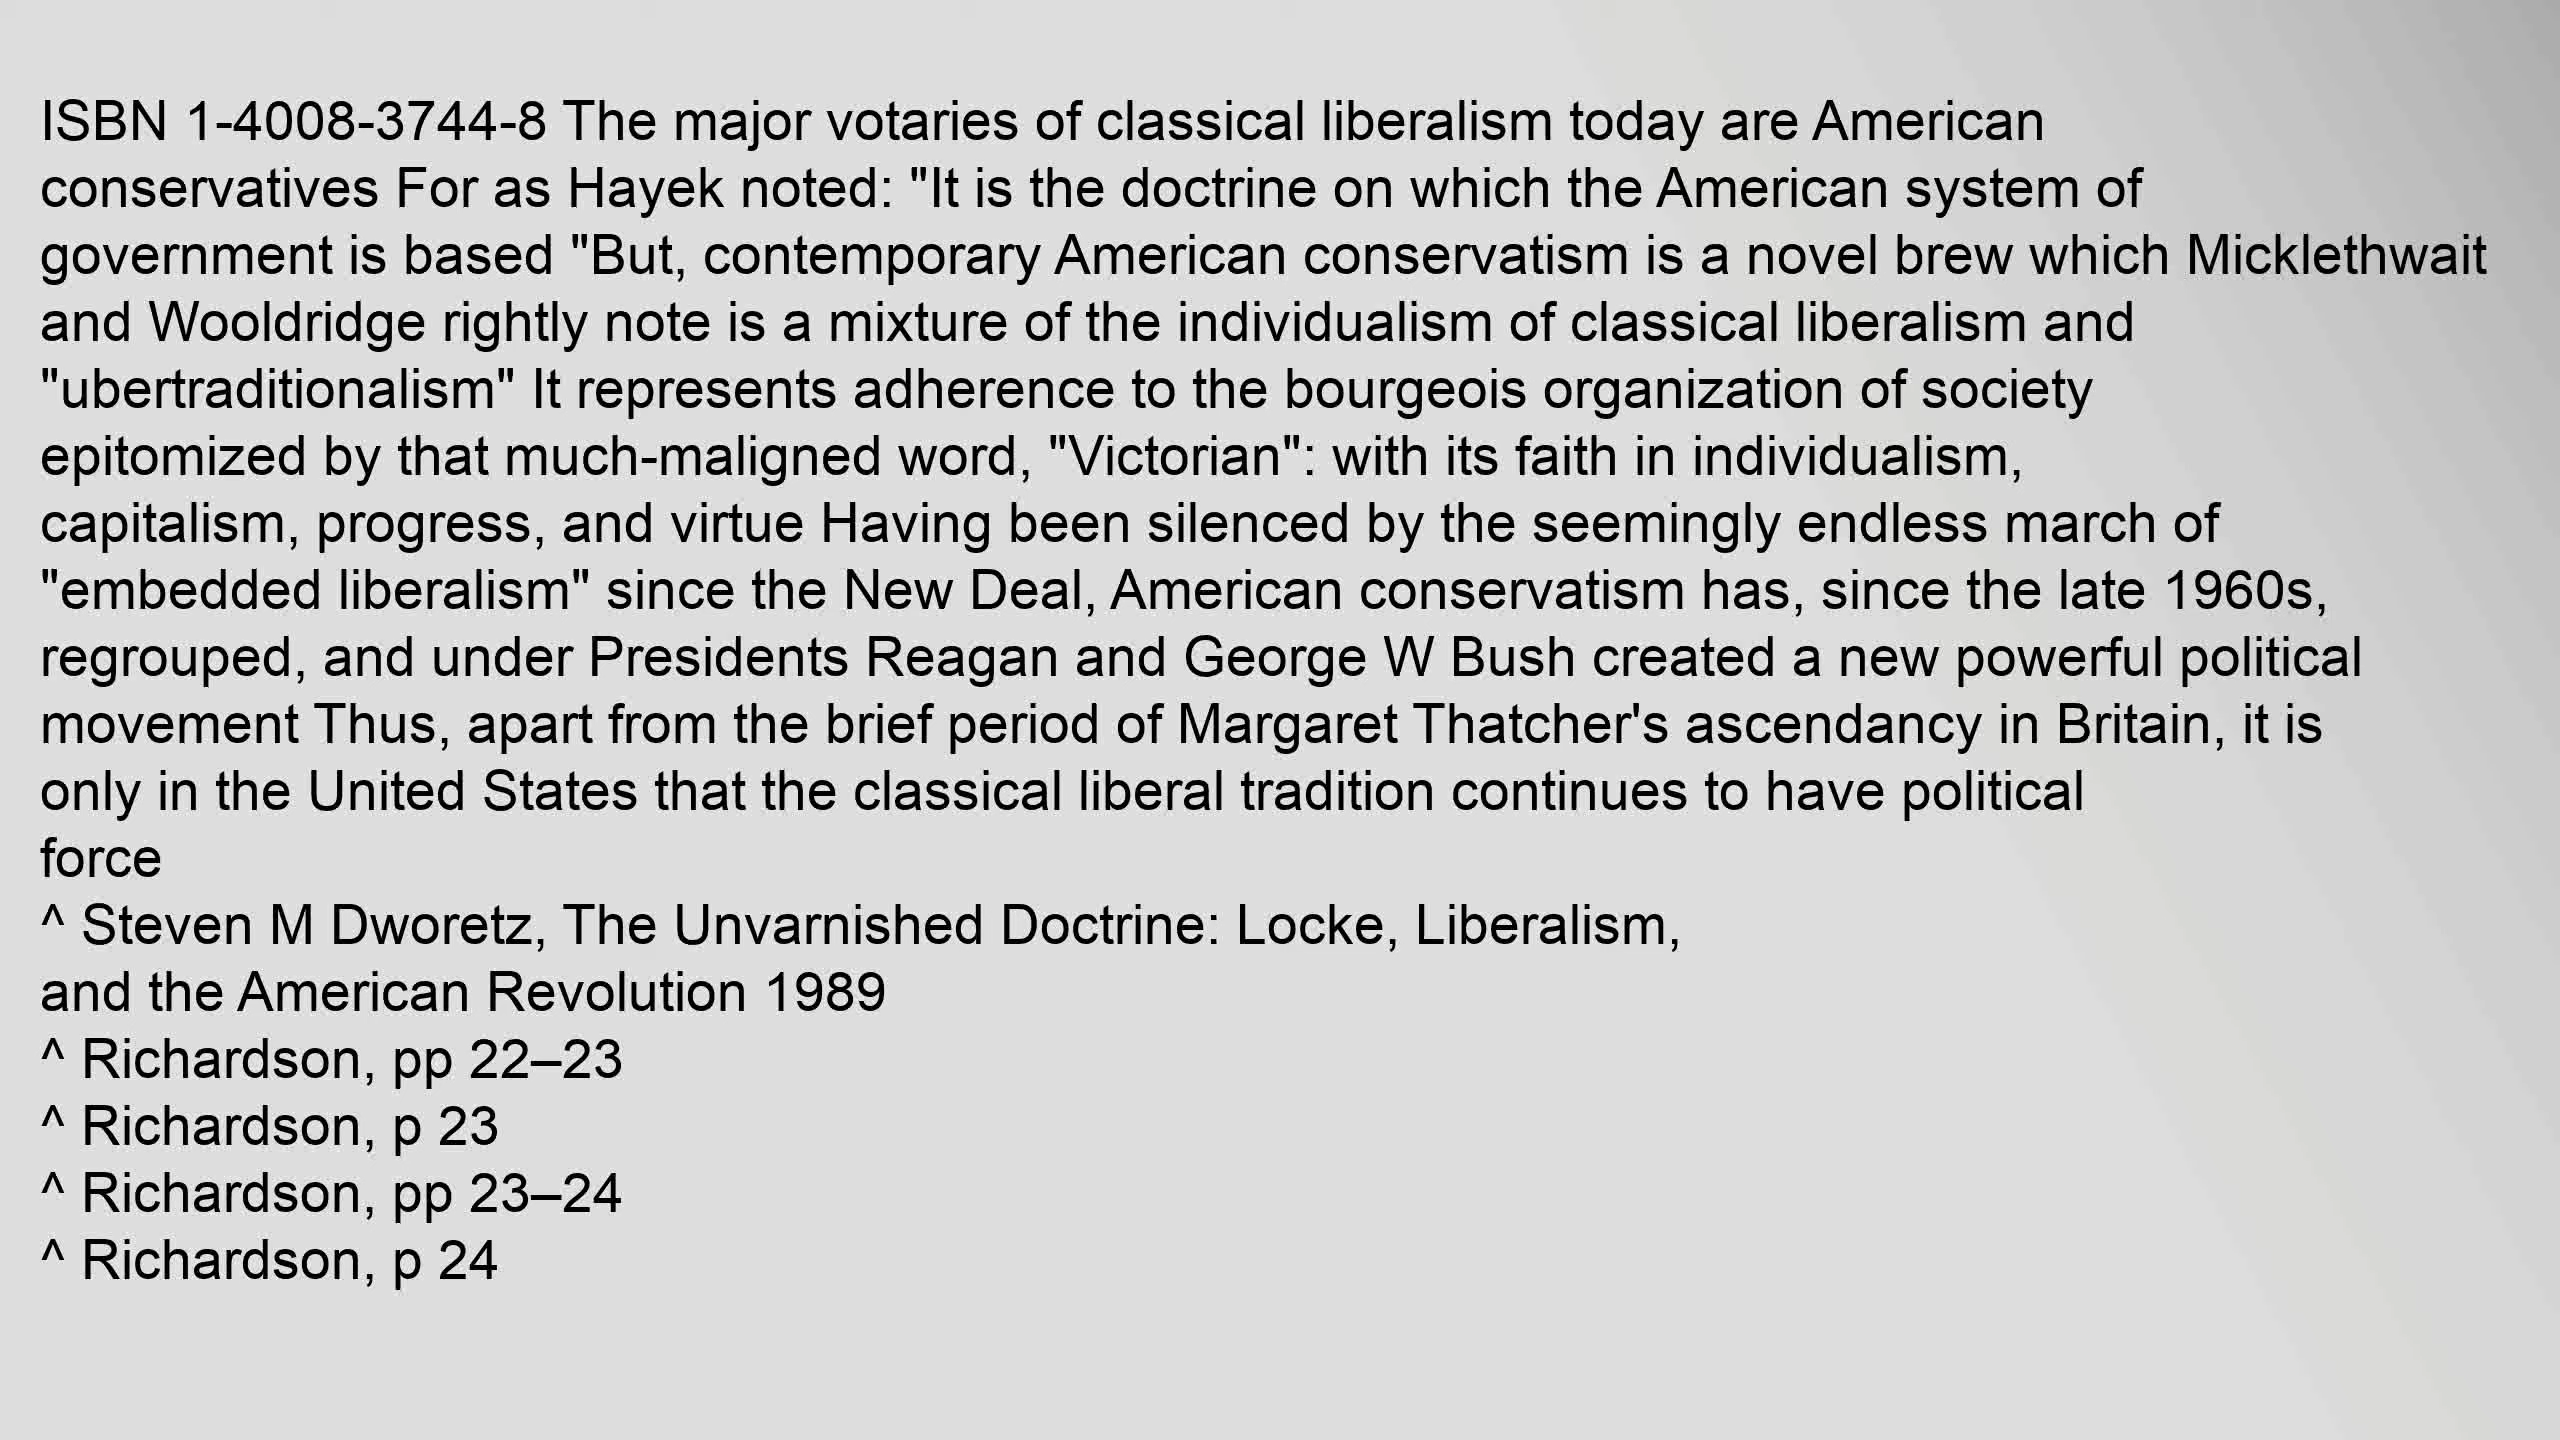 ISBN 1-4008-3744-8 The major votaries of classical liberalism today are American
conservatives For as Hayek noted: "It is the doctrine on which the American system of
government is based "But, contemporary American conservatism is a novel brew which Micklethwait
and Wooldridge rightly note is a mixture of the individualism of classical liberalism and
"ubertraditionalism" It represents adherence to the bourgeois organization of society
epitomized by that much-maligned word, "Victorian": with its faith in individualism,
capitalism, progress, and virtue Having been silenced by the seemingly endless march of
"embedded liberalism" since the New Deal, American conservatism has, since the late 1960s,
regrouped, and under Presidents Reagan and George W Bush created a new powerful political
movement Thus, apart from the brief period of Margaret Thatcher's ascendancy in Britain, it is
only in the United States that the classical liberal tradition continues to have political
force
^ Steven M Dworetz, The Unvarnished Doctrine: Locke, Liberalism,
and the American Revolution 1989
^ Richardson, pp 22–23
^ Richardson, p 23
^ Richardson, pp 23–24
^ Richardson, p 24